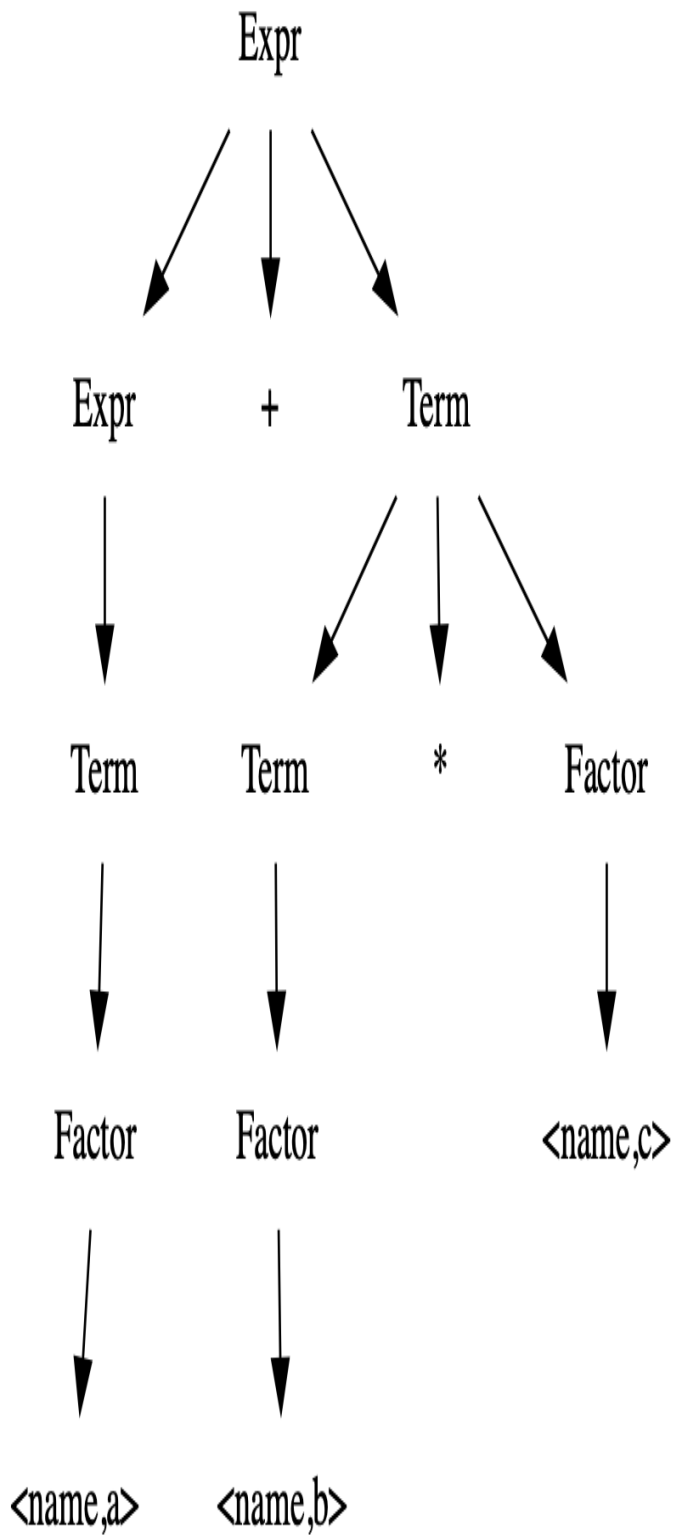 Expr
Expr + Term
Term Term * Factor
Factor Factor <name,c>
<name,a> <name,b>